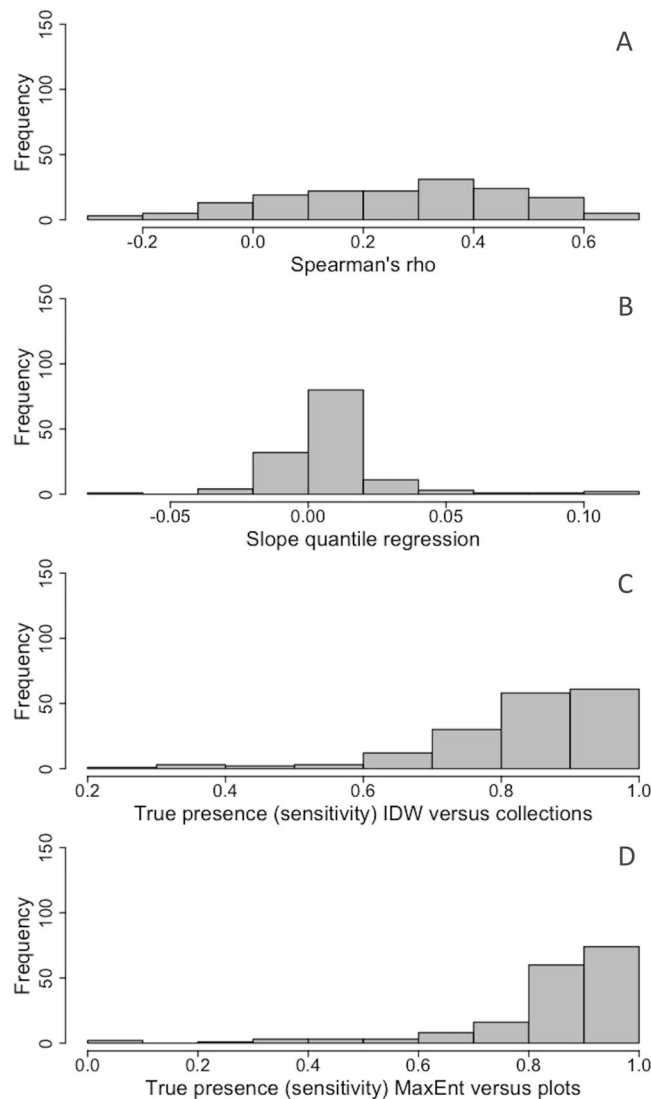 A
150
100
50
0
Frequency
-0.2 0.0 0.2 0.4 0.6
Spearman's rho
B
150
100
50
0
Frequency
-0.05 0.00 0.05 0.10
Slope quantile regression
C
150
100
50
0
Frequency
0.2 0.4 0.6 0.8 1.0
True presence (sensitivity) IDW versus collections
D
150
100
50
0
Frequency
0.0 0.2 0.4 0.6 0.8 1.0
True presence (sensitivity) MaxEnt versus plots